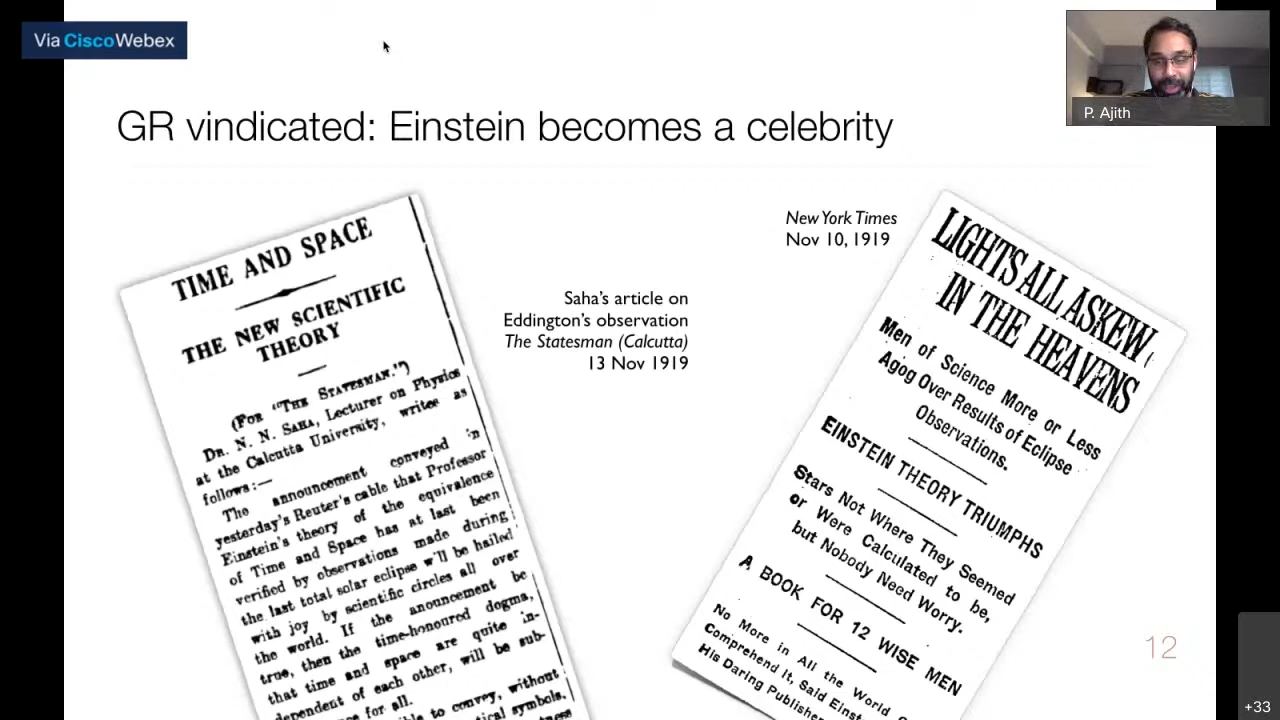 Via CiscoWebex
P. Ajith
GR vindicated: Einstein becomes a celebrity
TIME AND SPACE
THE NEW SCIENTIFIC
THEORY
(FOR "THE STATESMAN.")
DR. N. N. SAHA, Lecturer on Physics
at the Calcutta University, writes as
follows:—
The announcement conveyed in
yesterday's Reuter's cable that Professor
Einstein's theory of the equivalence
of Time and Space has at last been
verified by observations made during
the last total solar eclipse will be hailed
with joy by scientific circles all over
the world. If the anouncement be
true, then the time-honoured dogma,
that time and space are quite in-
dependent of each other, will be sub-
for all.
to convey, without
symbols.
Saha's article on
Eddington's observation
The Statesman (Calcutta)
13 Nov 1919
New York Times
Nov 10, 1919
LIGHTS ALL ASKEW
IN THE HEAVENS
Men of Science More or Less
Agog Over Results of Eclipse
Observations.
EINSTEIN THEORY TRIUMPHS
Stars Not Where They Seemed
or Were Calculated to be,
but Nobody Need Worry.
A BOOK FOR 12 WISE MEN
No More in All the World
Comprehend It, Said
His Daring
12
+33